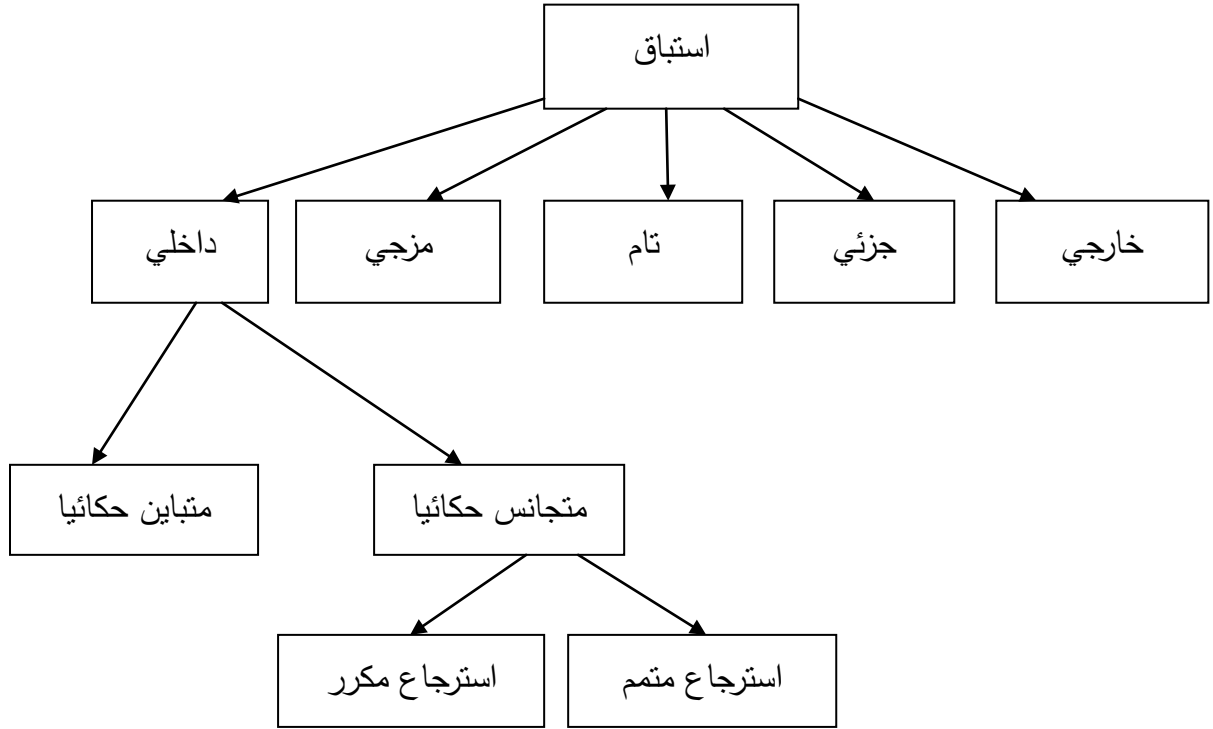 استباق
خارجي
جزئي
تام
مزجي
داخلي
متجانس حكائيا
متباين حكائيا
استرجاع متمم
استرجاع مكرر